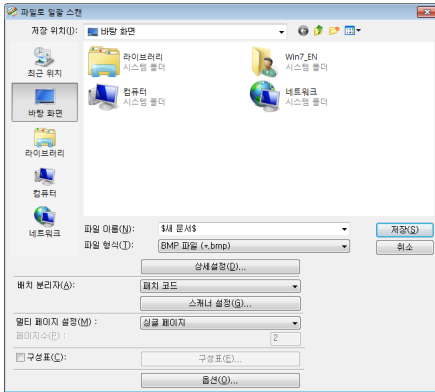 파일로 일괄 스캔
저장 위치(I):
바탕 화면
최근 위치
바탕 화면
라이브러리
컴퓨터
네트워크
라이브러리
시스템 폴더
Win7_EN
시스템 폴더
컴퓨터
시스템 폴더
네트워크
시스템 폴더
파일 이름(N):
$새 문서$
저장(S)
파일 형식(T):
BMP 파일 (*.bmp)
취소
상세설정(D)...
배치 분리자(A):
패치 코드
스캐너 설정(G)...
멀티 페이지 설정(M) :
싱글 페이지
페이지수(P) :
2
구성표(C):
구성표(E)...
옵션(O)...